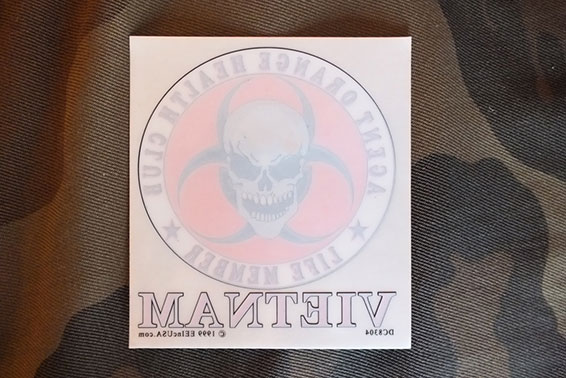 AGENT ORANGE HEALTH CLUB
LIFE MEMBER
VIETNAM
DC8304 © 1999 EEIncUSA.com